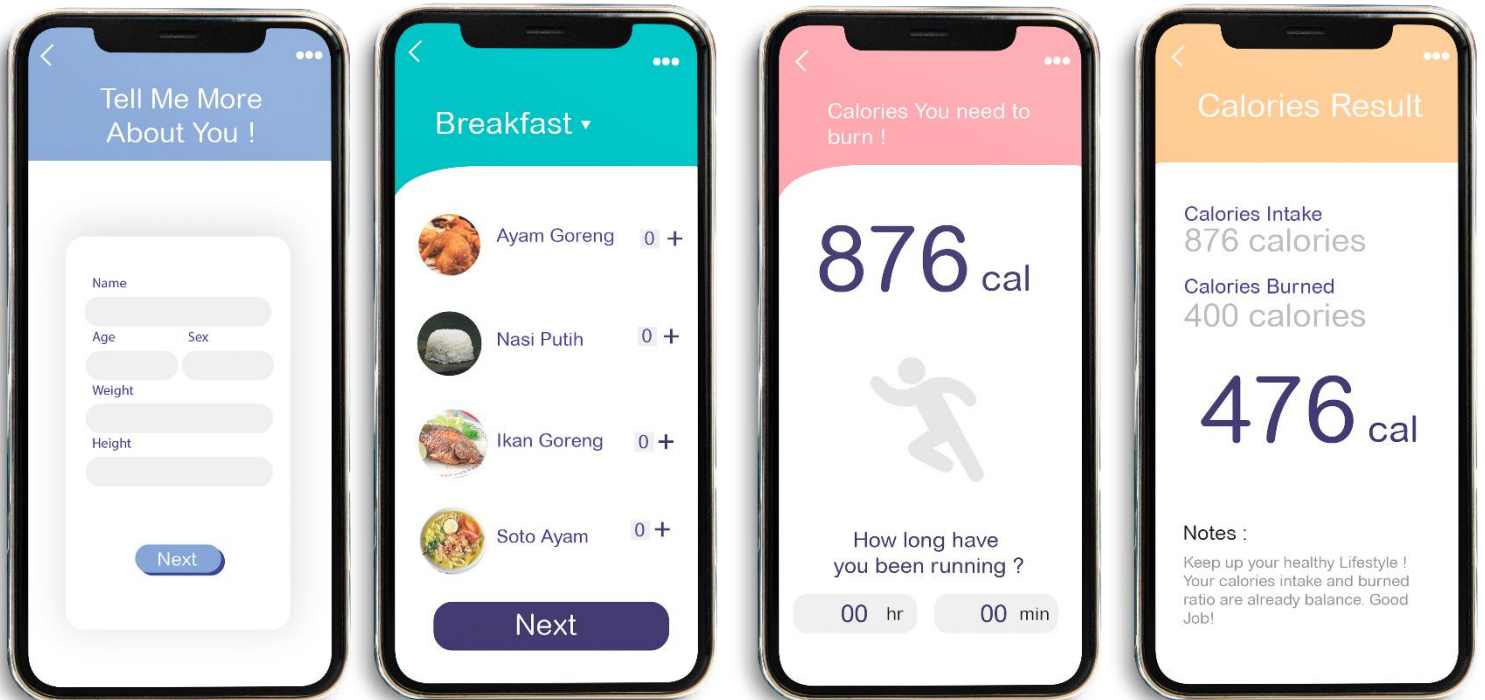 Tell Me More
About You !
Name
Age Sex
Weight
Height
Next
Breakfast ▾
Ayam Goreng 0 +
Nasi Putih 0 +
Ikan Goreng 0 +
Soto Ayam 0 +
Next
Calories You need to
burn !
876 cal
How long have
you been running ?
00 hr 00 min
Calories Result
Calories Intake
876 calories
Calories Burned
400 calories
476 cal
Notes :
Keep up your healthy Lifestyle !
Your calories intake and burned
ratio are already balance. Good
Job!